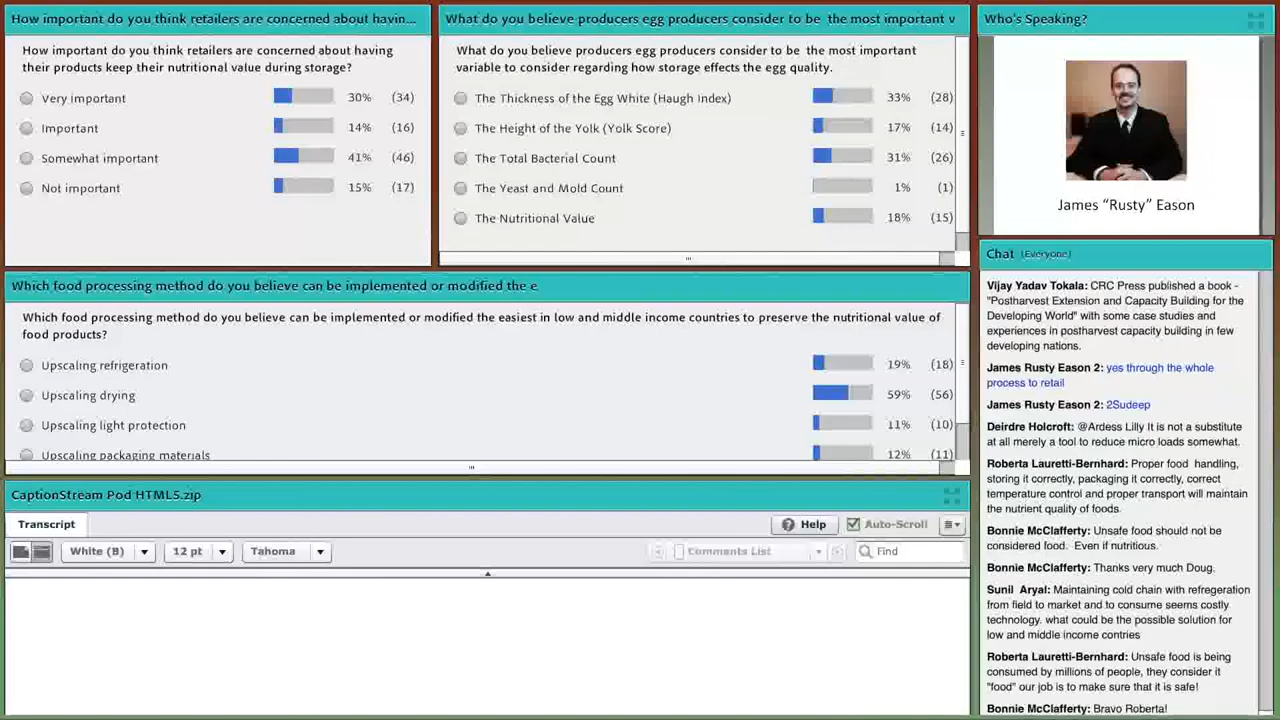 How important do you think retailers are concerned about havin...
How important do you think retailers are concerned about having
their products keep their nutritional value during storage?
Very important 30% (34)
Important 14% (16)
Somewhat important 41% (46)
Not important 15% (17)
What do you believe producers egg producers consider to be the most important v
What do you believe producers egg producers consider to be the most important
variable to consider regarding how storage effects the egg quality.
The Thickness of the Egg White (Haugh Index) 33% (28)
The Height of the Yolk (Yolk Score) 17% (14)
The Total Bacterial Count 31% (26)
The Yeast and Mold Count 1% (1)
The Nutritional Value 18% (15)
Who's Speaking?
James "Rusty" Eason
Which food processing method do you believe can be implemented or modified the e
Which food processing method do you believe can be implemented or modified the easiest in low and middle income countries to preserve the nutritional value of
food products?
Upscaling refrigeration 19% (18)
Upscaling drying 59% (56)
Upscaling light protection 11% (10)
Upscaling packaging materials 12% (11)
CaptionStream Pod HTML5.zip
Transcript Help Auto-Scroll
White (B) 12 pt Tahoma Comments List Find
Chat (Everyone)
Vijay Yadav Tokala: CRC Press published a book -
"Postharvest Extension and Capacity Building for the
Developing World" with some case studies and
experiences in postharvest capacity building in few
developing nations.
James Rusty Eason 2: yes through the whole
process to retail
James Rusty Eason 2: 2Sudeep
Deirdre Holcroft: @Ardess Lilly It is not a substitute
at all merely a tool to reduce micro loads somewhat.
Roberta Lauretti-Bernhard: Proper food handling,
storing it correctly, packaging it correctly, correct
temperature control and proper transport will maintain
the nutrient quality of foods.
Bonnie McClafferty: Unsafe food should not be
considered food. Even if nutritious.
Bonnie McClafferty: Thanks very much Doug.
Sunil Aryal: Maintaining cold chain with refregeration
from field to market and to consume seems costly
technology. what could be the possible solution for
low and middle income contries
Roberta Lauretti-Bernhard: Unsafe food is being
consumed by millions of people, they consider it
"food" our job is to make sure that it is safe!
Bonnie McClafferty: Bravo Roberta!